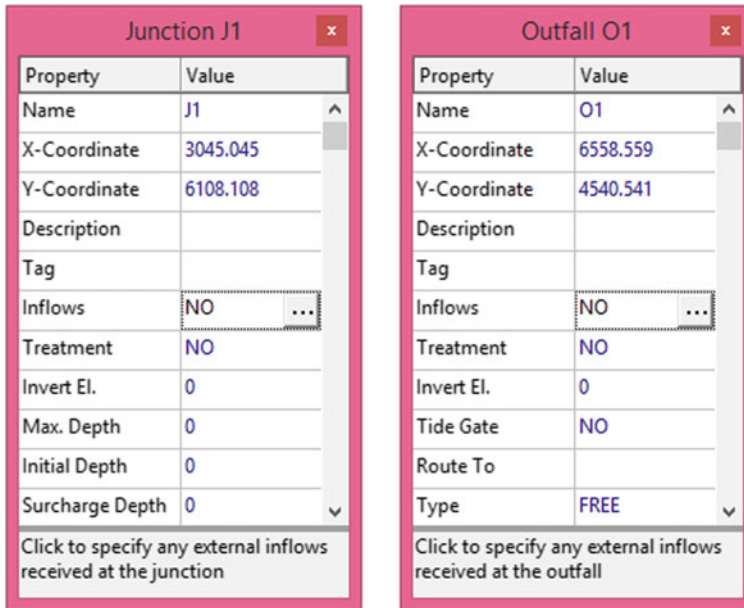 Junction J1
x
Property Value
Name J1
X-Coordinate 3045.045
Y-Coordinate 6108.108
Description
Tag
Inflows NO ...
Treatment NO
Invert El. 0
Max. Depth 0
Initial Depth 0
Surcharge Depth 0
Click to specify any external inflows
received at the junction
Outfall O1
x
Property Value
Name O1
X-Coordinate 6558.559
Y-Coordinate 4540.541
Description
Tag
Inflows NO ...
Treatment NO
Invert El. 0
Tide Gate NO
Route To
Type FREE
Click to specify any external inflows
received at the outfall